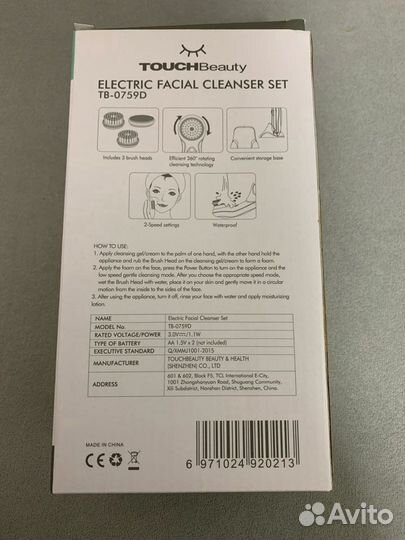 TOUCHBeauty
ELECTRIC FACIAL CLEANSER SET
TB-0759D
Includes 3 brush heads
Efficient 360° rotating
cleansing technology
Convenient storage base
2-Speed settings
Waterproof
HOW TO USE:
1. Apply cleansing gel/cream to the palm of one hand, with the other hand hold the
appliance and rub the Brush Head on the cleansing gel/cream to form a foam.
2. Apply the foam on the face, press the Power Button to turn on the appliance and the low
speed gentle cleansing mode. Change the speed according to your needs. Moisturize the
Brush Head with water, place it on your skin and gently move it in a circular
motion from the inside to the sides of the face.
3. After using the appliance, turn it off, rinse your face with water and apply moisturizing
lotion.
NAME Electric Facial Cleanser Set
MODEL No. TB-0759D
RATED VOLTAGE/POWER 3.0V⎓/1.1W
TYPE OF BATTERY AA 1.5V x 2 (not included)
EXECUTIVE STANDARD Q/XMMJ1001-2015
MANUFACTURER TOUCHBEAUTY BEAUTY & HEALTH
(SHENZHEN) CO., LTD
ADDRESS 601 & 602, Block F5, TCL International E-City,
1001 Zhongshanyuan Road, Shuguang Community,
Xili Subdistrict, Nanshan District, Shenzhen, China.
MADE IN CHINA
CE
6 971024 920213
Avito